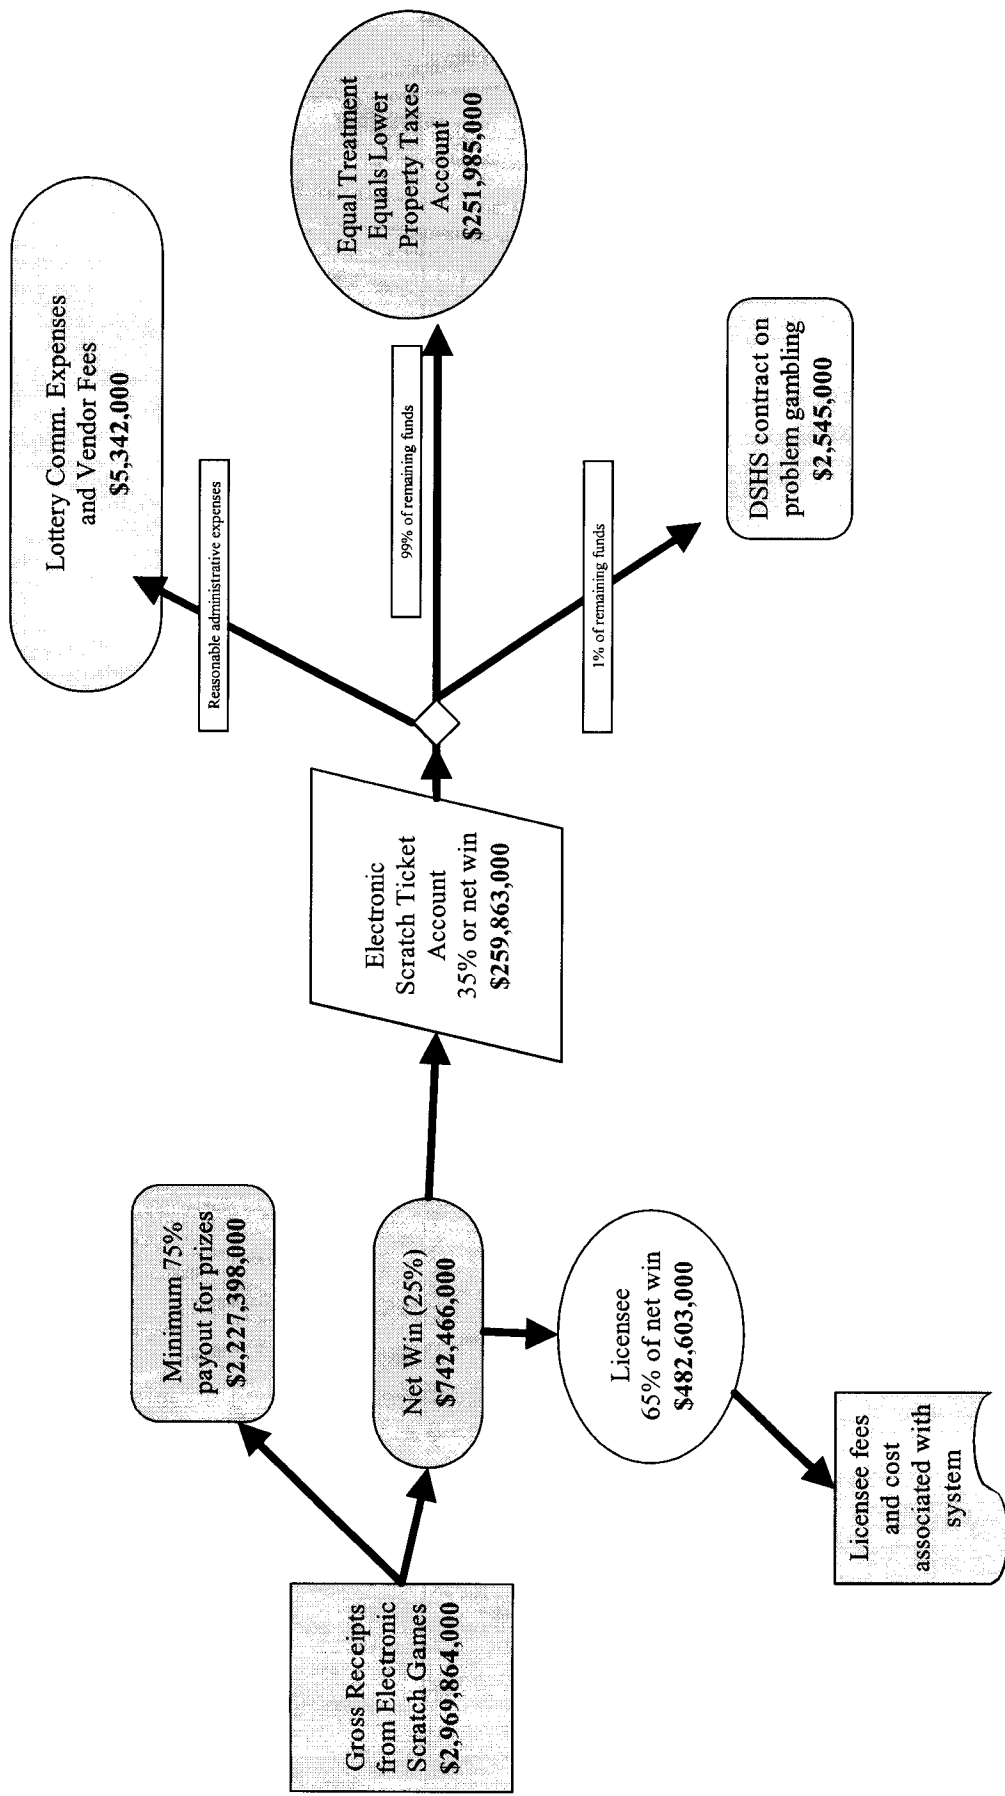 Gross Receipts
from Electronic
Scratch Games
$2,969,864,000
Minimum 75%
payout for prizes
$2,227,398,000
Net Win (25%)
$742,466,000
Licensee
65% of net win
$482,603,000
Licensee fees
and cost
associated with
system
Electronic
Scratch Ticket
Account
35% or net win
$259,863,000
Reasonable administrative expenses
99% of remaining funds
1% of remaining funds
Lottery Comm. Expenses
and Vendor Fees
$5,342,000
Equal Treatment
Equals Lower
Property Taxes
Account
$251,985,000
DSHS contract on
problem gambling
$2,545,000